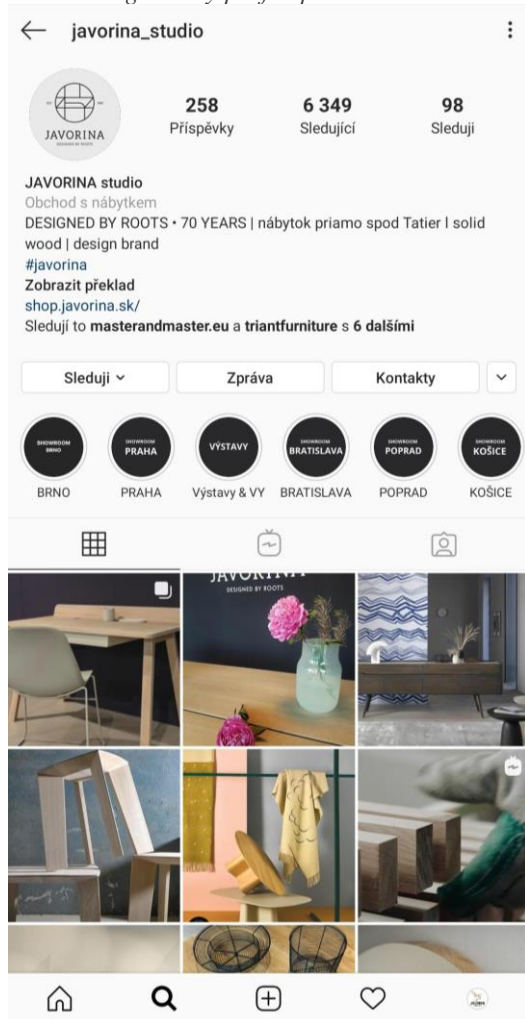 javorina_studio
JAVORINA
DESIGNED BY ROOTS
258
6 349
98
Příspěvky
Sledující
Sleduji
JAVORINA studio
Obchod s nábytkem
DESIGNED BY ROOTS • 70 YEARS | nábytok priamo spod Tatier l solid
wood | design brand
#javorina
Zobrazit překlad
shop.javorina.sk/
Sledují to masterandmaster.eu a triantfurniture s 6 dalšími
Sleduji
Zpráva
Kontakty
SHOWROOM
BRNO
SHOWROOM
PRAHA
VÝSTAVY
SHOWROOM
BRATISLAVA
SHOWROOM
POPRAD
SHOWROOM
KOŠICE
BRNO
PRAHA
Výstavy & VY
BRATISLAVA
POPRAD
KOŠICE
JAVORINA
DESIGNED BY ROOTS